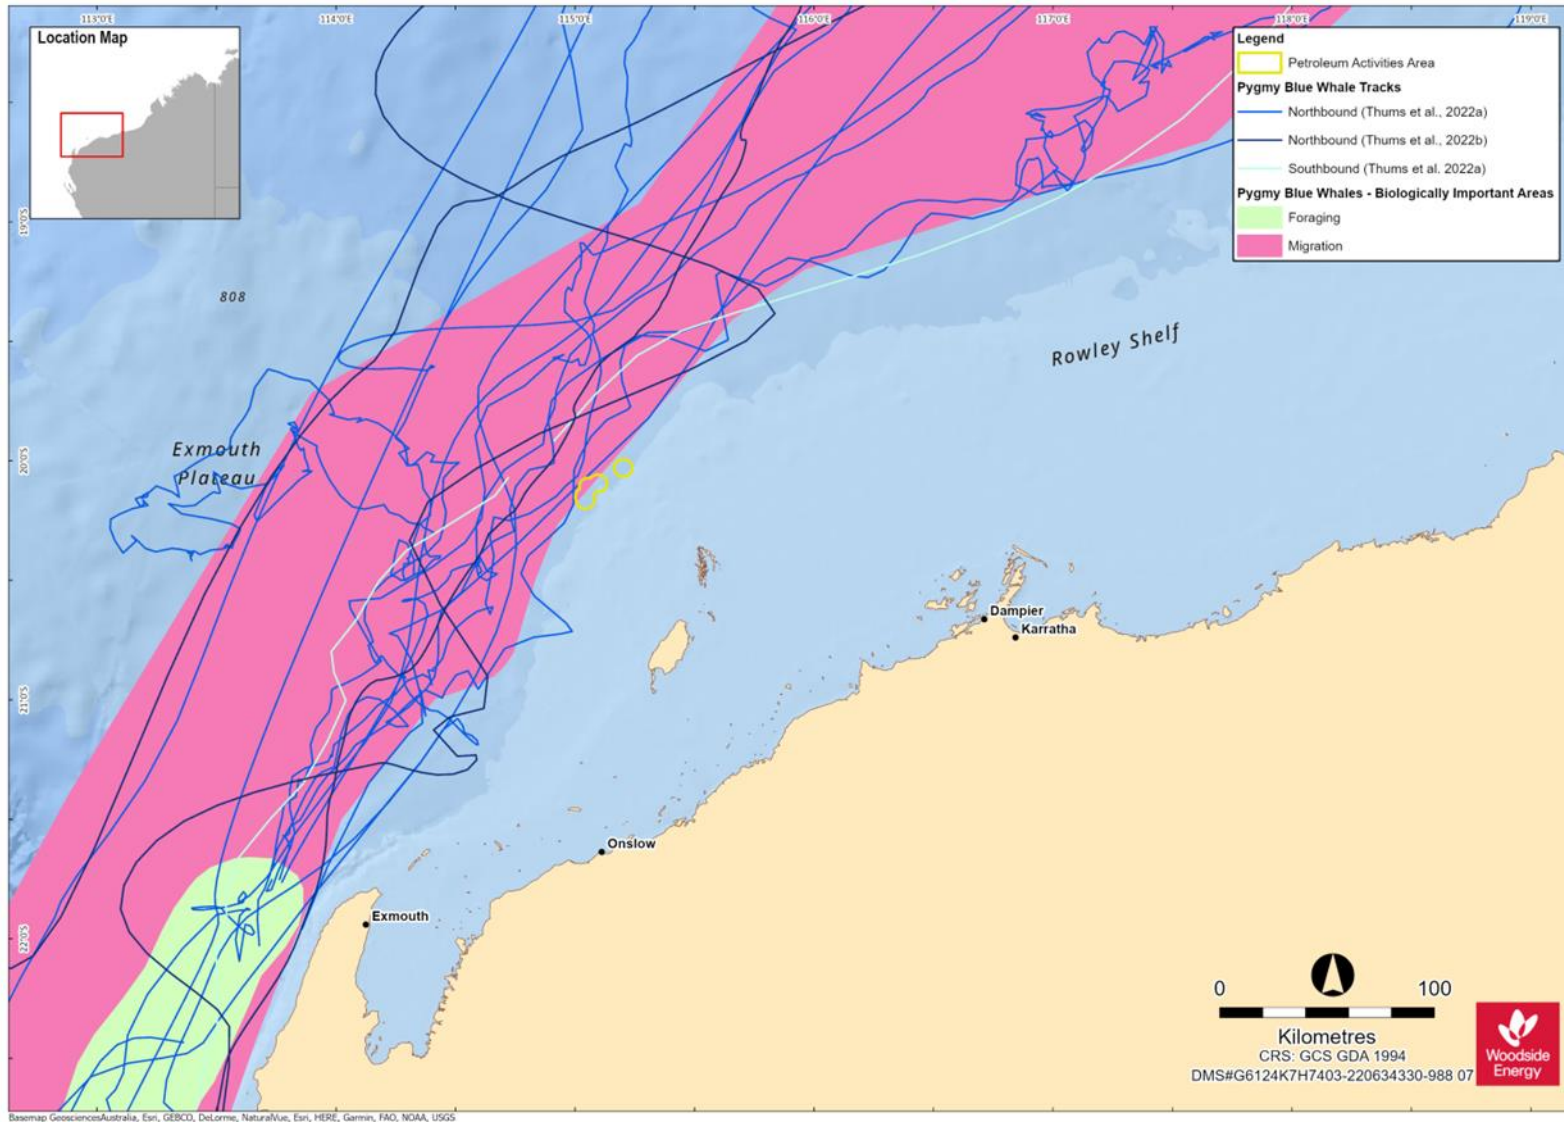 113°0'E
114°0'E
115°0'E
116°0'E
117°0'E
118°0'E
119°0'E
Location Map
Legend
Petroleum Activities Area
Pygmy Blue Whale Tracks
Northbound (Thums et al., 2022a)
Northbound (Thums et al., 2022b)
Southbound (Thums et al. 2022a)
Pygmy Blue Whales - Biologically Important Areas
Foraging
Migration
19°0'S
808
Rowley Shelf
Exmouth
Plateau
20°0'S
Dampier
Karratha
21°0'S
Onslow
Exmouth
22°0'S
0 100
Kilometres
CRS: GCS GDA 1994
DMS#G6124K7H7403-220634330-988 07
Woodside
Energy
Basemap GeosciencesAustralia, Esri, GEBCO, DeLorme, NaturalVue, Esri, HERE, Garmin, FAO, NOAA, USGS